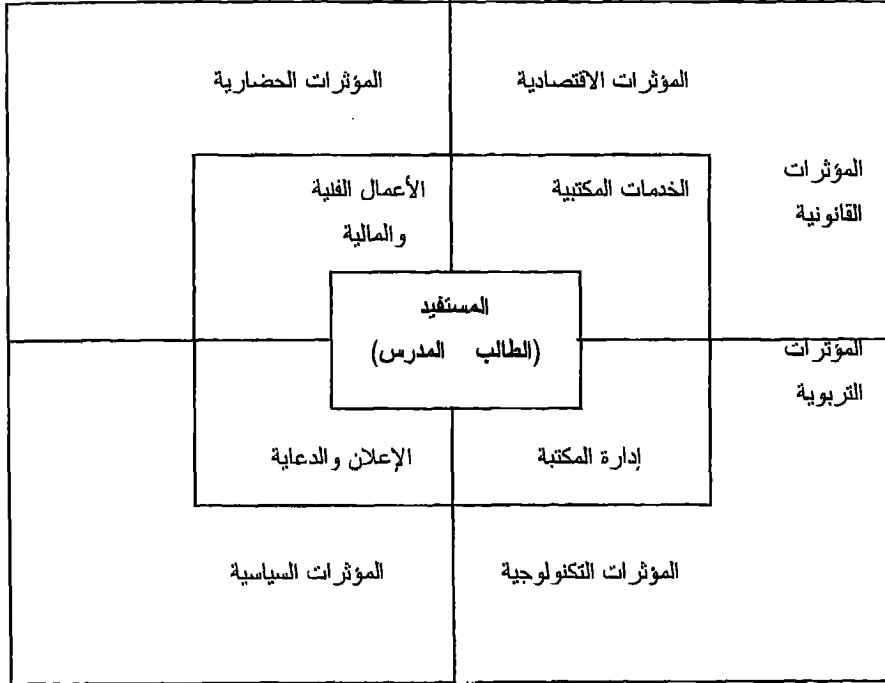 المؤثرات الاقتصادية
المؤثرات الحضارية
المؤثرات
القانونية
الخدمات المكتبية
الأعمال الفنية
والمالية
المستفيد
(الطالب المدرس)
المؤثرات
التربوية
إدارة المكتبة
الإعلان والدعاية
المؤثرات التكنولوجية
المؤثرات السياسية